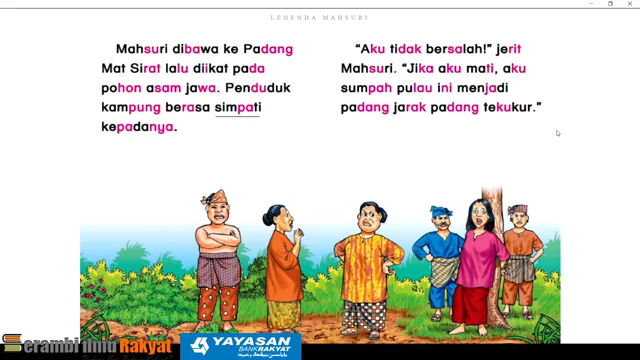 LEGENDA MAHSURI
Mahsuri dibawa ke Padang
Mat Sirat lalu diikat pada
pohon asam jawa. Penduduk
kampung berasa simpati
kepadanya.
“Aku tidak bersalah!” jerit
Mahsuri. “Jika aku mati, aku
sumpah pulau ini menjadi
padang jarak padang tekukur.”
Serambi Ilmu Rakyat
YAYASAN
BANK RAKYAT